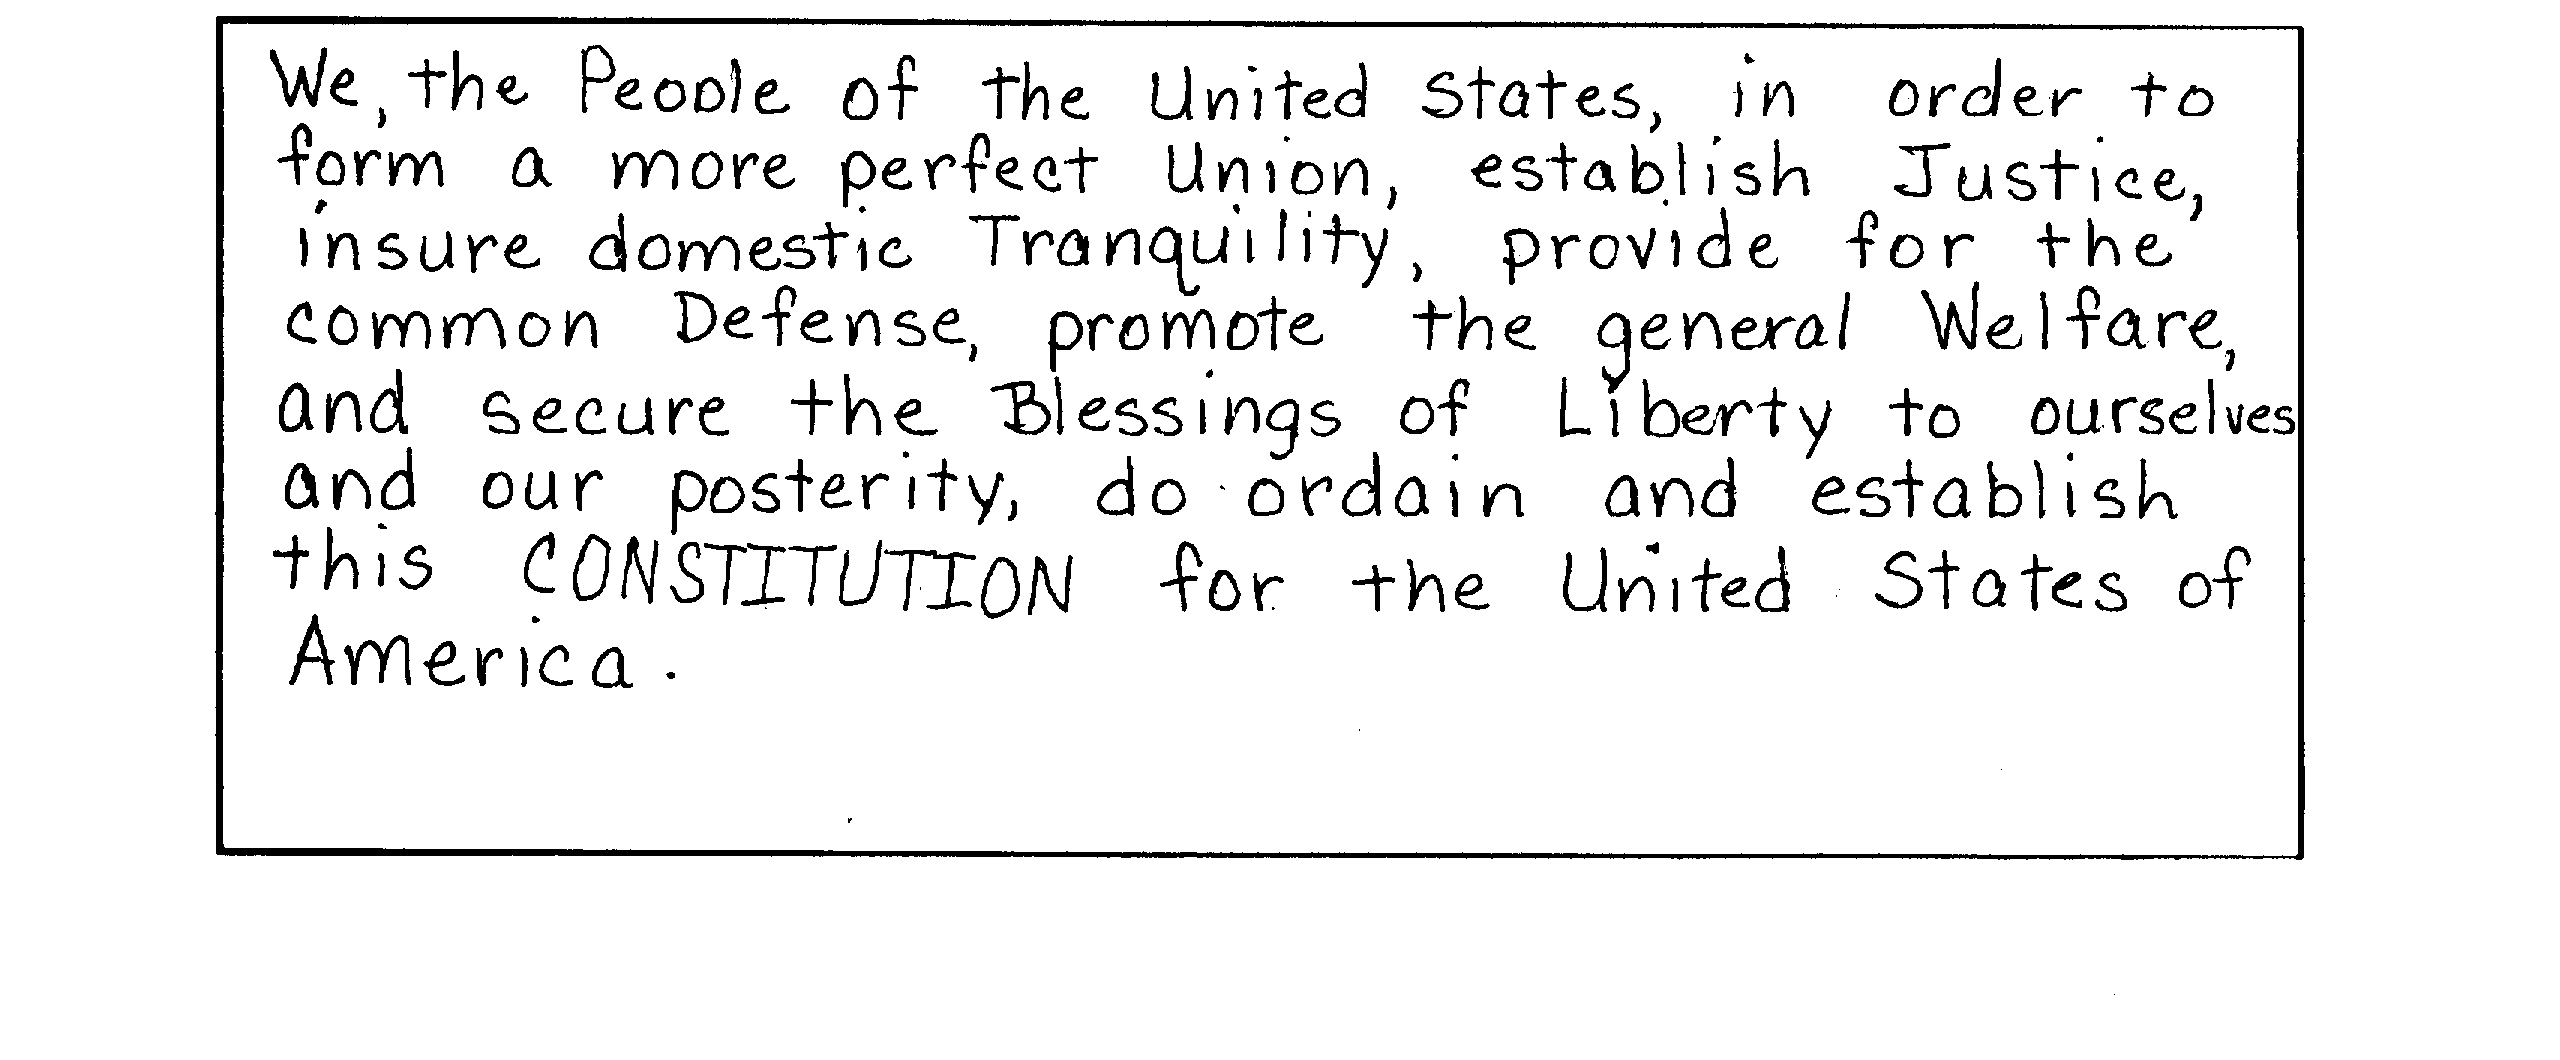 We, the People of the United States, in order to
form a more perfect Union, establish Justice,
insure domestic Tranquility, provide for the
common Defense, promote the general Welfare,
and secure the Blessings of Liberty to ourselves
and our posterity, do ordain and establish
this CONSTITUTION for the United States of
America.